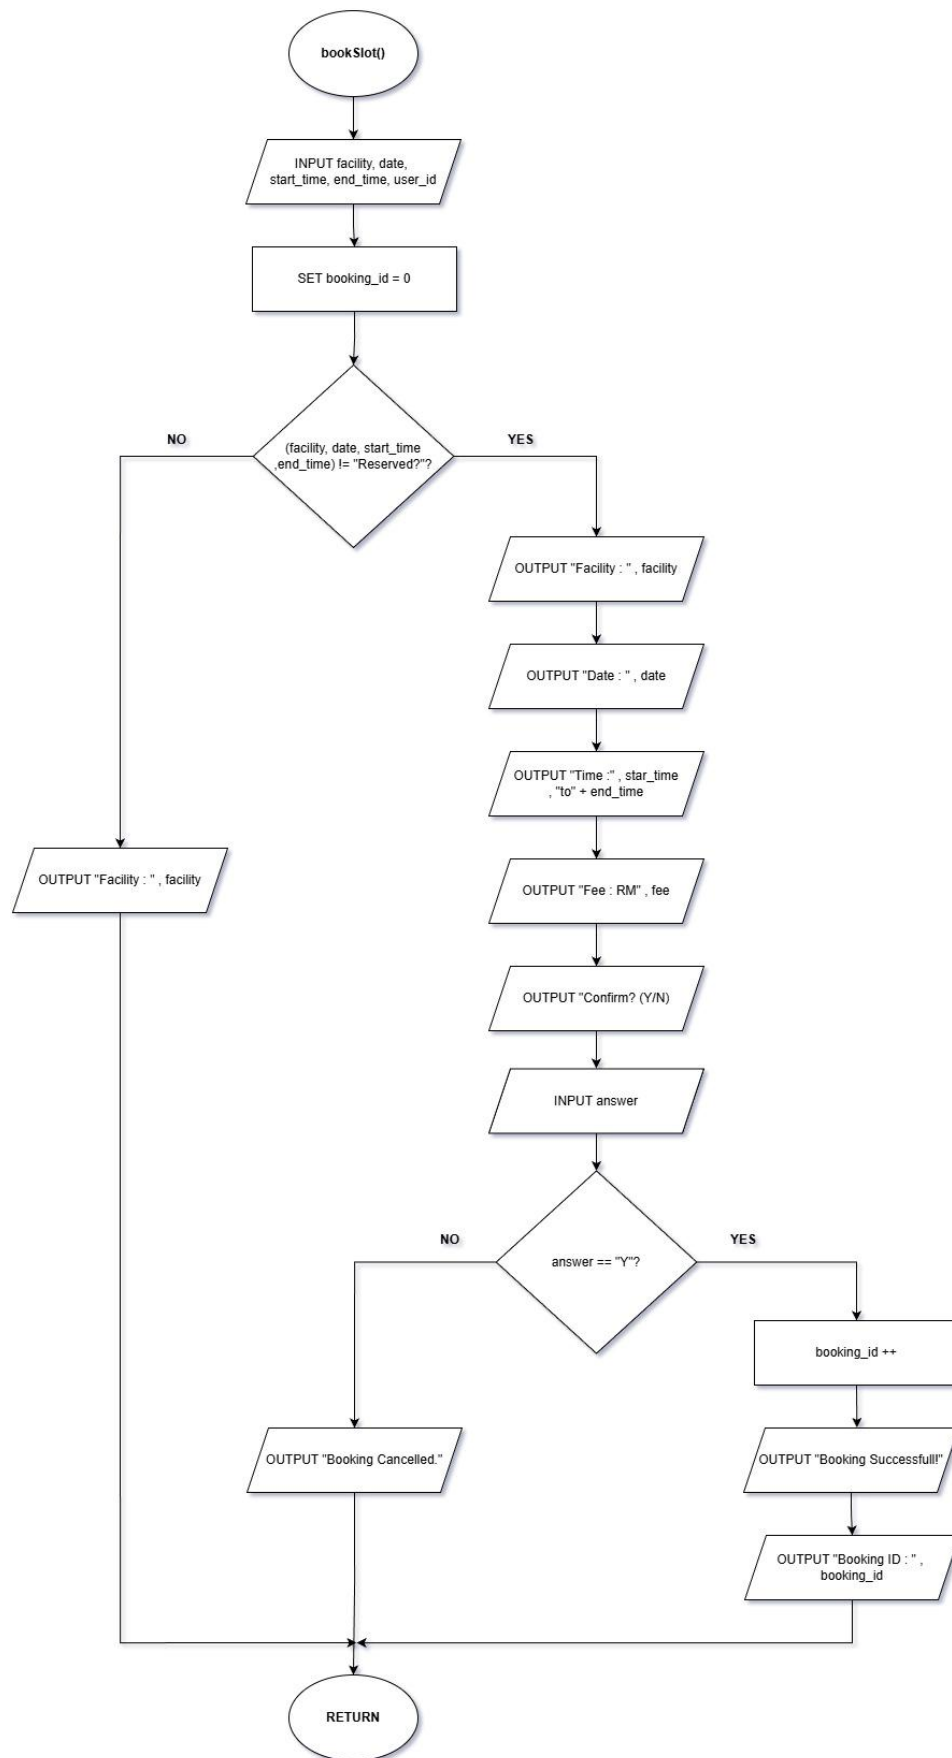 bookSlot()
INPUT facility, date,
start_time, end_time, user_id
SET booking_id = 0
(facility, date, start_time
,end_time) != "Reserved?"?
NO
YES
OUTPUT "Facility : " , facility
OUTPUT "Date : " , date
OUTPUT "Time :" , star_time
, "to" + end_time
OUTPUT "Facility : " , facility
OUTPUT "Fee : RM" , fee
OUTPUT "Confirm? (Y/N)
INPUT answer
answer == "Y"?
NO
YES
booking_id ++
OUTPUT "Booking Cancelled."
OUTPUT "Booking Successfull!"
OUTPUT "Booking ID : " ,
booking_id
RETURN